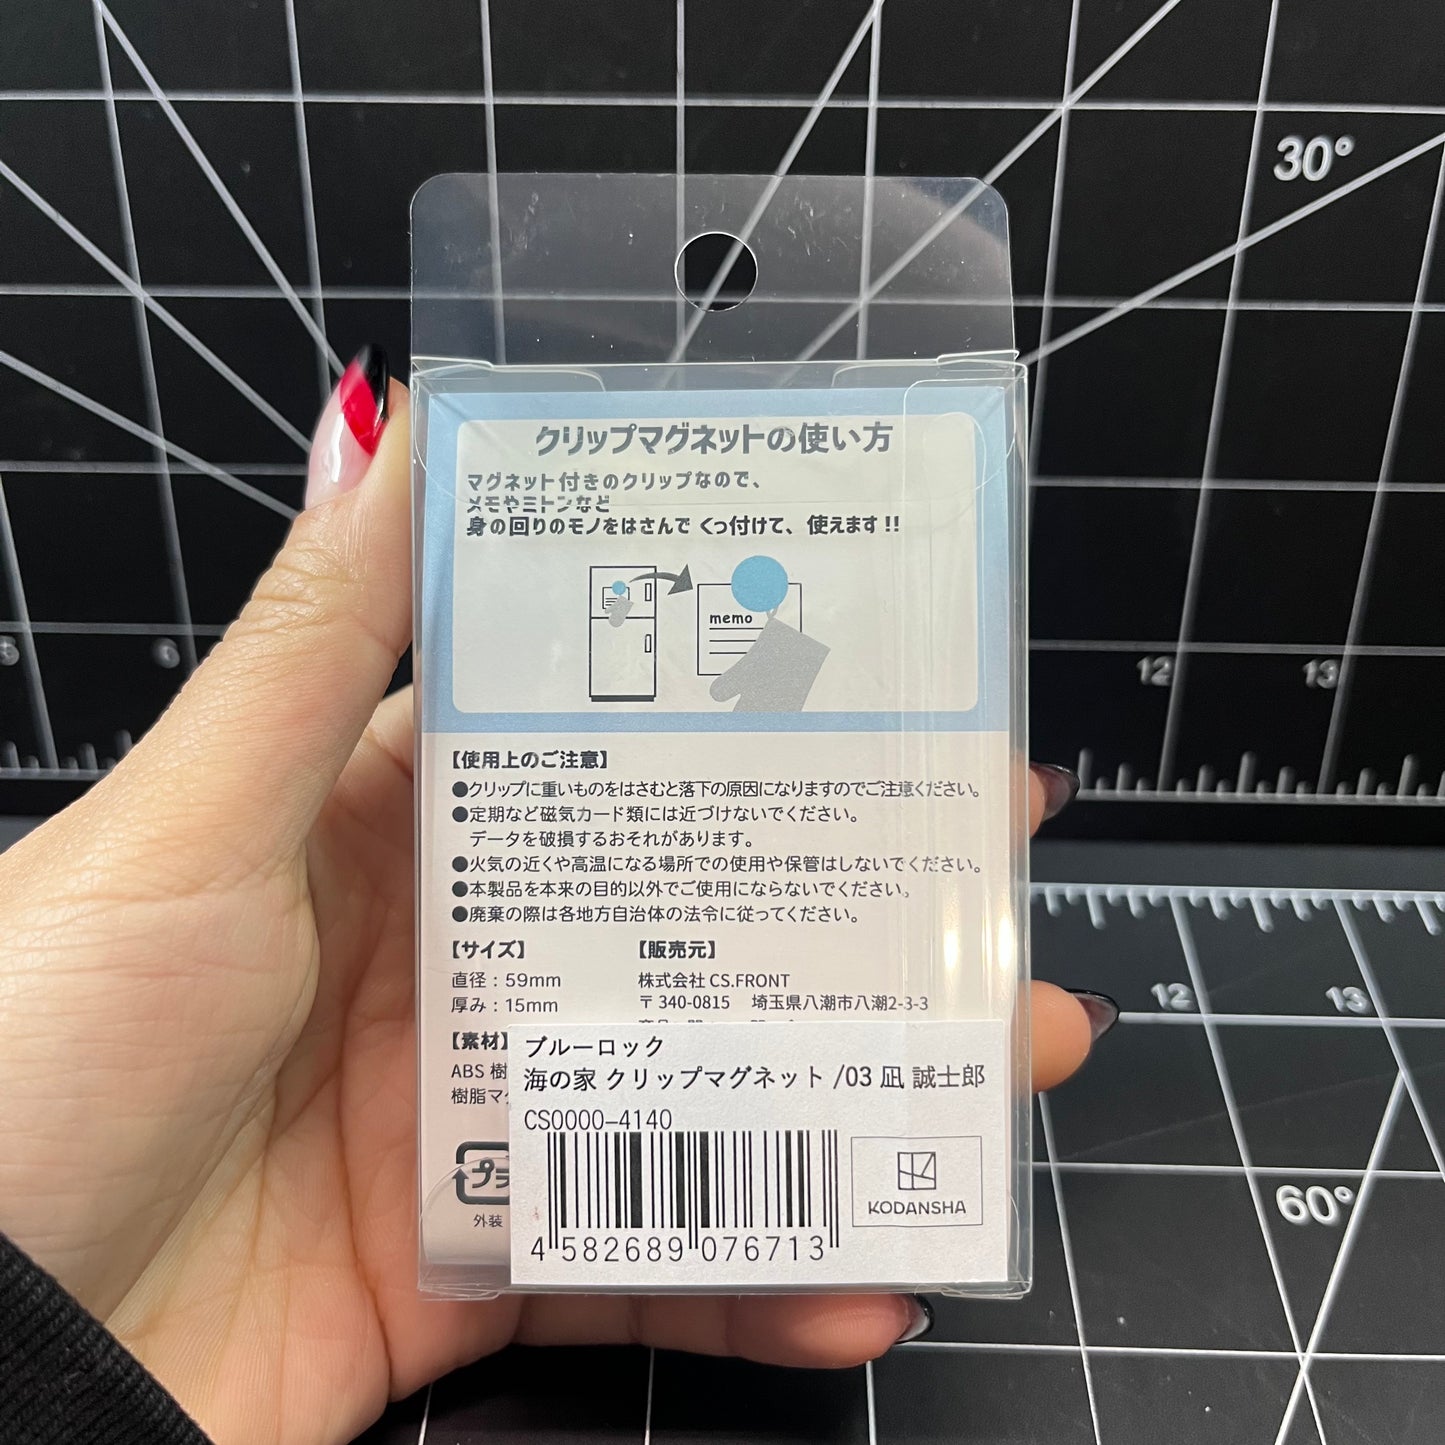 30°
クリップマグネットの使い方
マグネット付きのクリップなので、
メモやミトンなど
身の回りのモノをはさんで くっ付けて、使えます!!
memo
【使用上のご注意】
●クリップに重いものをはさむと落下の原因になりますのでご注意ください。
●定期など磁気カード類には近づけないでください。
データを破損するおそれがあります。
●火気の近くや高温になる場所での使用や保管はしないでください。
●本製品を本来の目的以外でご使用にならないでください。
●廃棄の際は各地方自治体の法令に従ってください。
【サイズ】
直径：59mm
厚み：15mm
【販売元】
株式会社 CS.FRONT
〒340-0815 埼玉県八潮市八潮2-3-3
【素材】
ABS 樹
樹脂マ
プラ
外装
ブルーロック
海の家 クリップマグネット /03 凪 誠士郎
CS0000-4140
4 582689 076713
KODANSHA
12 13
12 13
60°